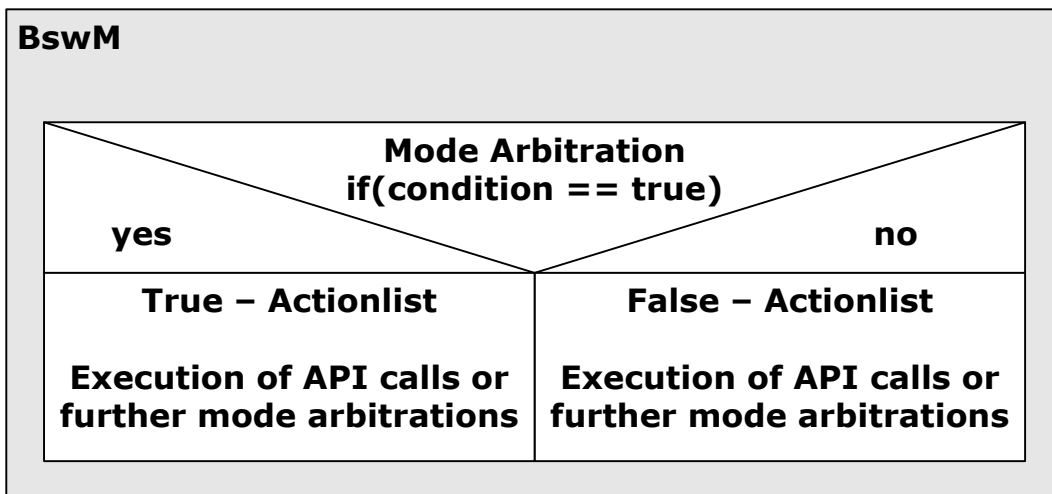 BswM
Mode Arbitration
if(condition == true)
yes
no
True – Actionlist
False – Actionlist
Execution of API calls or
further mode arbitrations
Execution of API calls or
further mode arbitrations